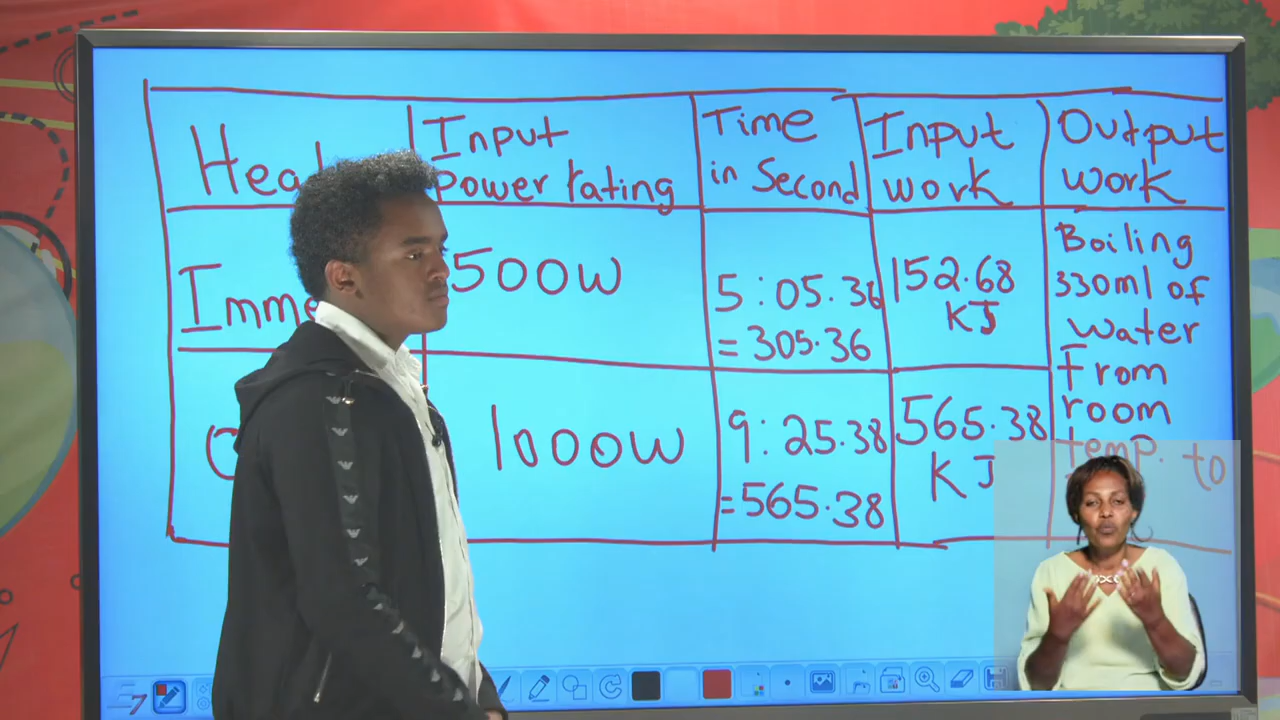 Input
Power rating
Time
in Second
Input
work
Output
work
500W
5:05.36
= 305.36
152.68
KJ
Boiling
330ml of
water
From
room
temp. to
1000W
9:25.38
=565.38
565.38
KJ